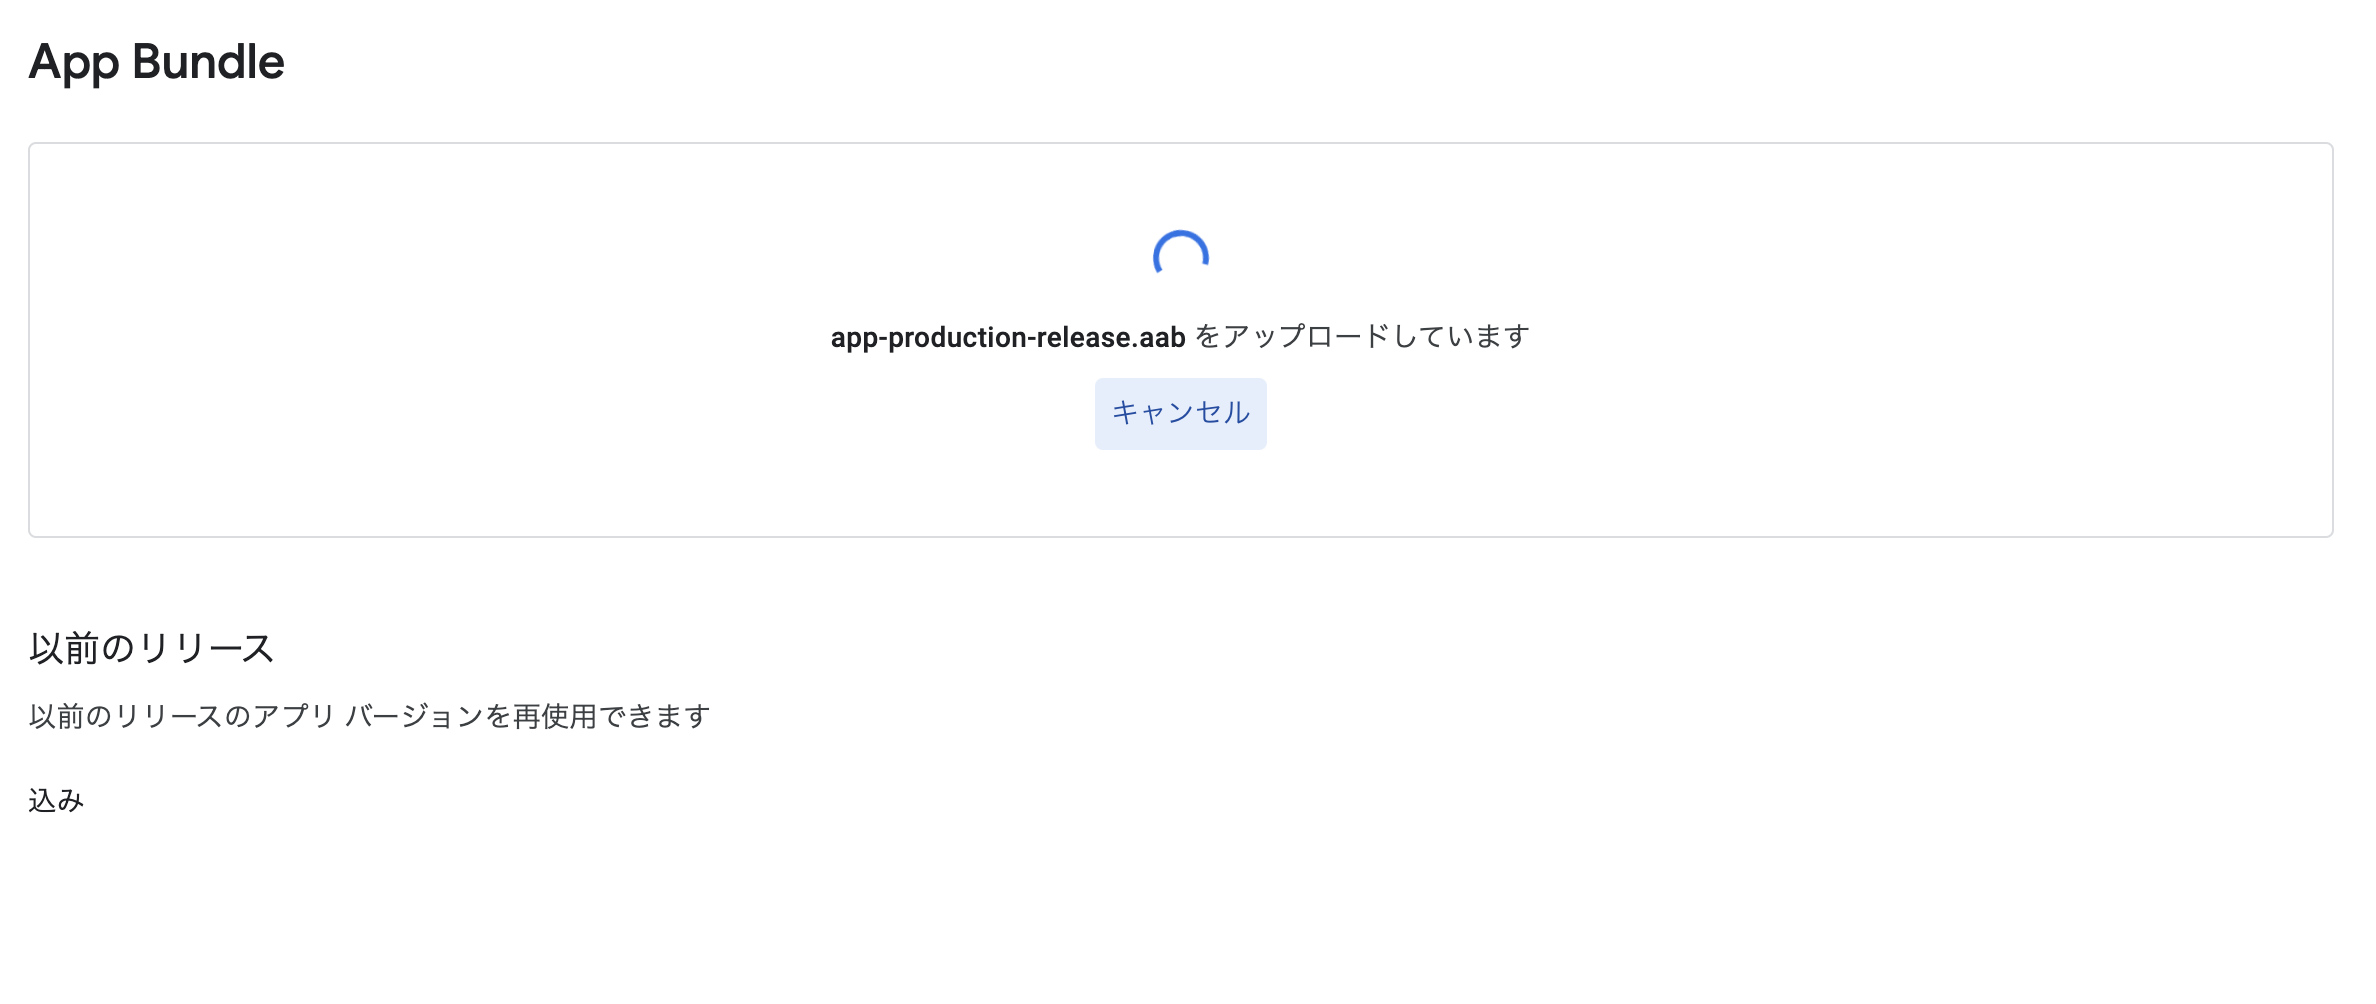 App Bundle
app-production-release.aab をアップロードしています
キャンセル
以前のリリース
以前のリリースのアプリ バージョンを再使用できます
込み